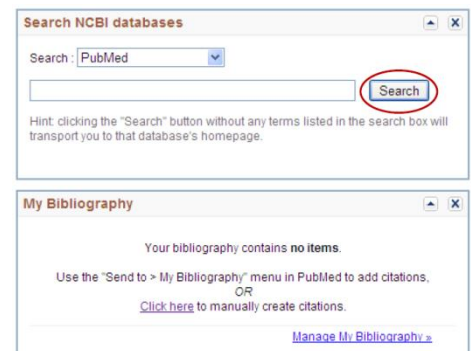 Search NCBI databases
Search : PubMed
Search
Hint: clicking the "Search" button without any terms listed in the search box will
transport you to that database's homepage.
My Bibliography
Your bibliography contains no items.
Use the "Send to > My Bibliography" menu in PubMed to add citations,
OR
Click here to manually create citations.
Manage My Bibliography »